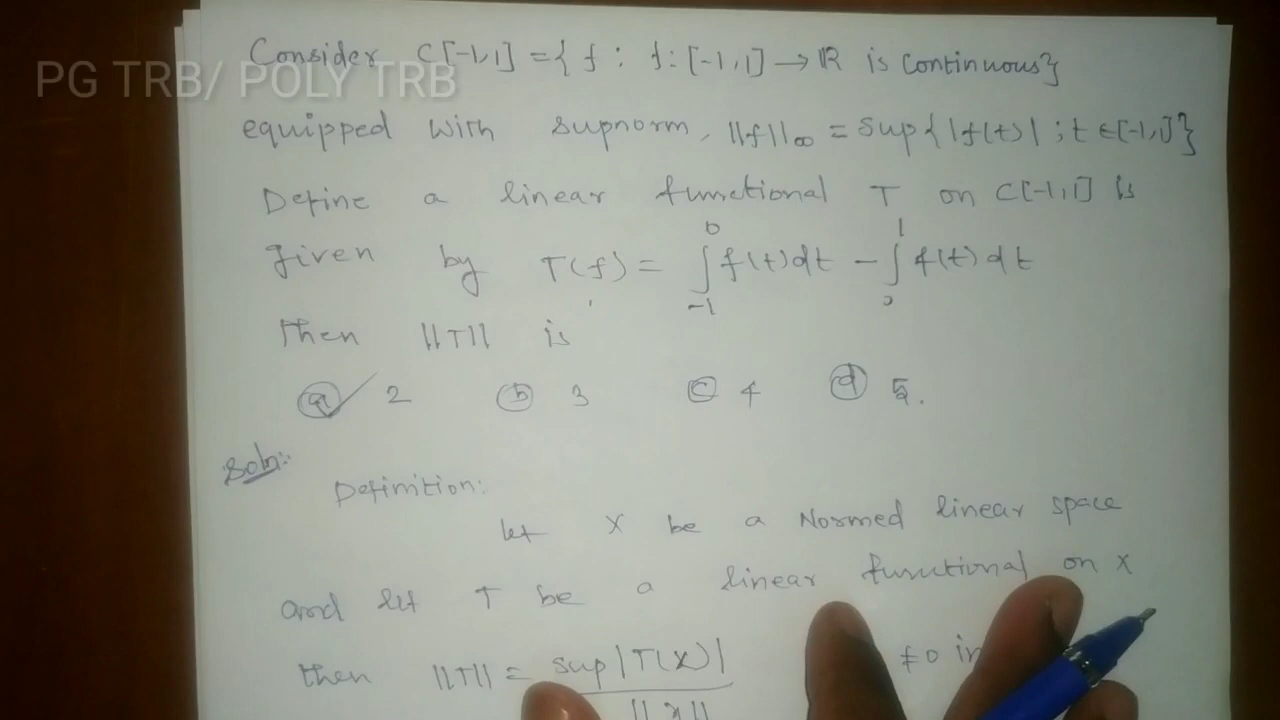 PG TRB/ POLY TRB
Consider C[-1,1] = { f : f:[-1,1] → ℝ is continuous}
equipped with supnorm, ||f||∞ = sup{ |f(t)| ; t ∈[-1,1]}
Define a linear functional T on C[-1,1] is
given by T(f) = ∫_{-1}^{0} f(t)dt - ∫_{0}^{1} f(t)dt
then ||T|| is
(a) ✓ 2 (b) 3 (c) 4 (d) 5.
Soln:-
Definition:
let X be a Normed linear space
and let T be a linear functional on X
then ||T|| = sup|T(x)| ≠0 in
||x||